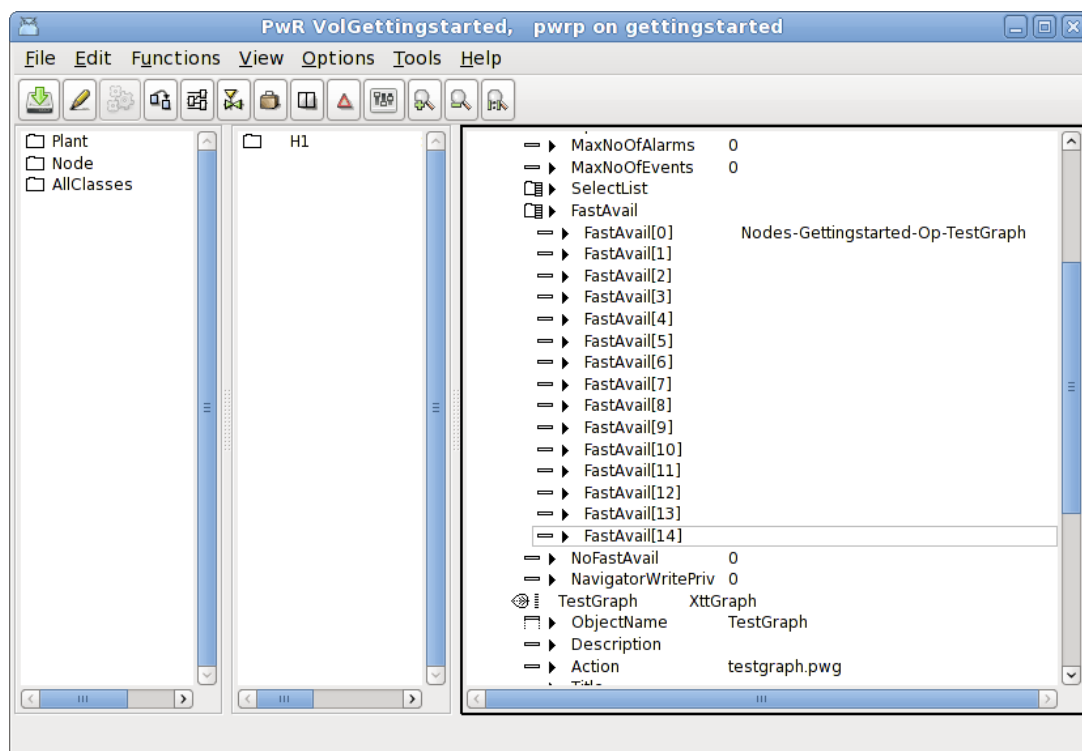 PwR VolGettingstarted, pwrp on gettingstarted
File Edit Functions View Options Tools Help
Plant
Node
AllClasses
H1
MaxNoOfAlarms 0
MaxNoOfEvents 0
SelectList
FastAvail
FastAvail[0] Nodes-Gettingstarted-Op-TestGraph
FastAvail[1]
FastAvail[2]
FastAvail[3]
FastAvail[4]
FastAvail[5]
FastAvail[6]
FastAvail[7]
FastAvail[8]
FastAvail[9]
FastAvail[10]
FastAvail[11]
FastAvail[12]
FastAvail[13]
FastAvail[14]
NoFastAvail 0
NavigatorWritePriv 0
TestGraph XttGraph
ObjectName TestGraph
Description
Action testgraph.pwg